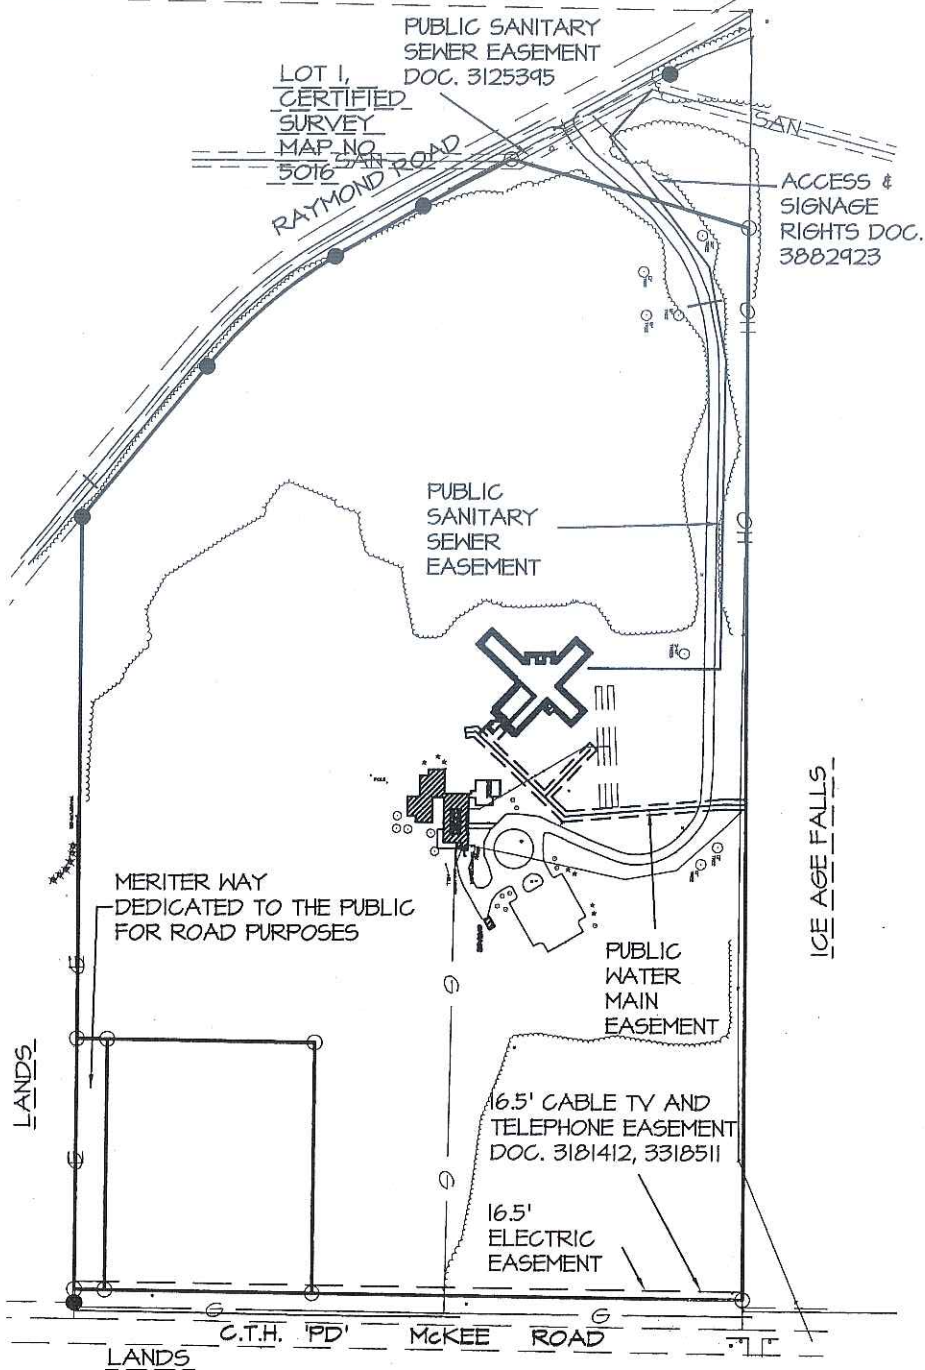 PUBLIC SANITARY
SEWER EASEMENT
DOC. 3125395
LOT 1,
CERTIFIED
SURVEY
MAP NO.
5016
SAN
RAYMOND ROAD
SAN
ACCESS &
SIGNAGE
RIGHTS DOC.
3882923
OH
PUBLIC
SANITARY
SEWER
EASEMENT
OH
ICE AGE FALLS
MERITER WAY
DEDICATED TO THE PUBLIC
FOR ROAD PURPOSES
G
PUBLIC
WATER
MAIN
EASEMENT
G
LANDS
16.5' CABLE TV AND
TELEPHONE EASEMENT
DOC. 3181412, 3318511
G
G
16.5'
ELECTRIC
EASEMENT
G
G
C.T.H. 'PD' McKEE ROAD
LANDS